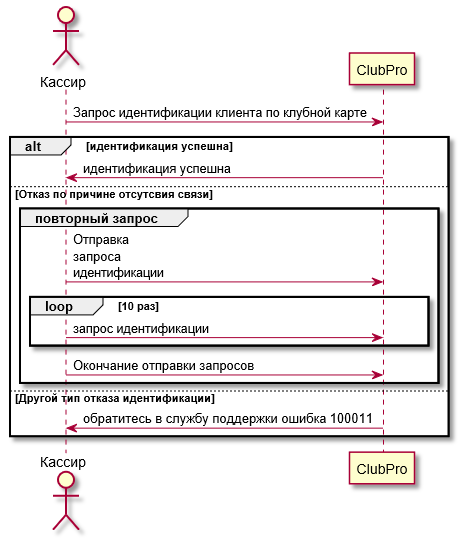 Кассир
ClubPro
Запрос идентификации клиента по клубной карте
alt [идентификация успешна]
идентификация успешна
[Отказ по причине отсутсвия связи]
повторный запрос
Отправка
запроса
идентификации
loop [10 раз]
запрос идентификации
Окончание отправки запросов
[Другой тип отказа идентификации]
обратитесь в службу поддержки ошибка 100011
Кассир
ClubPro